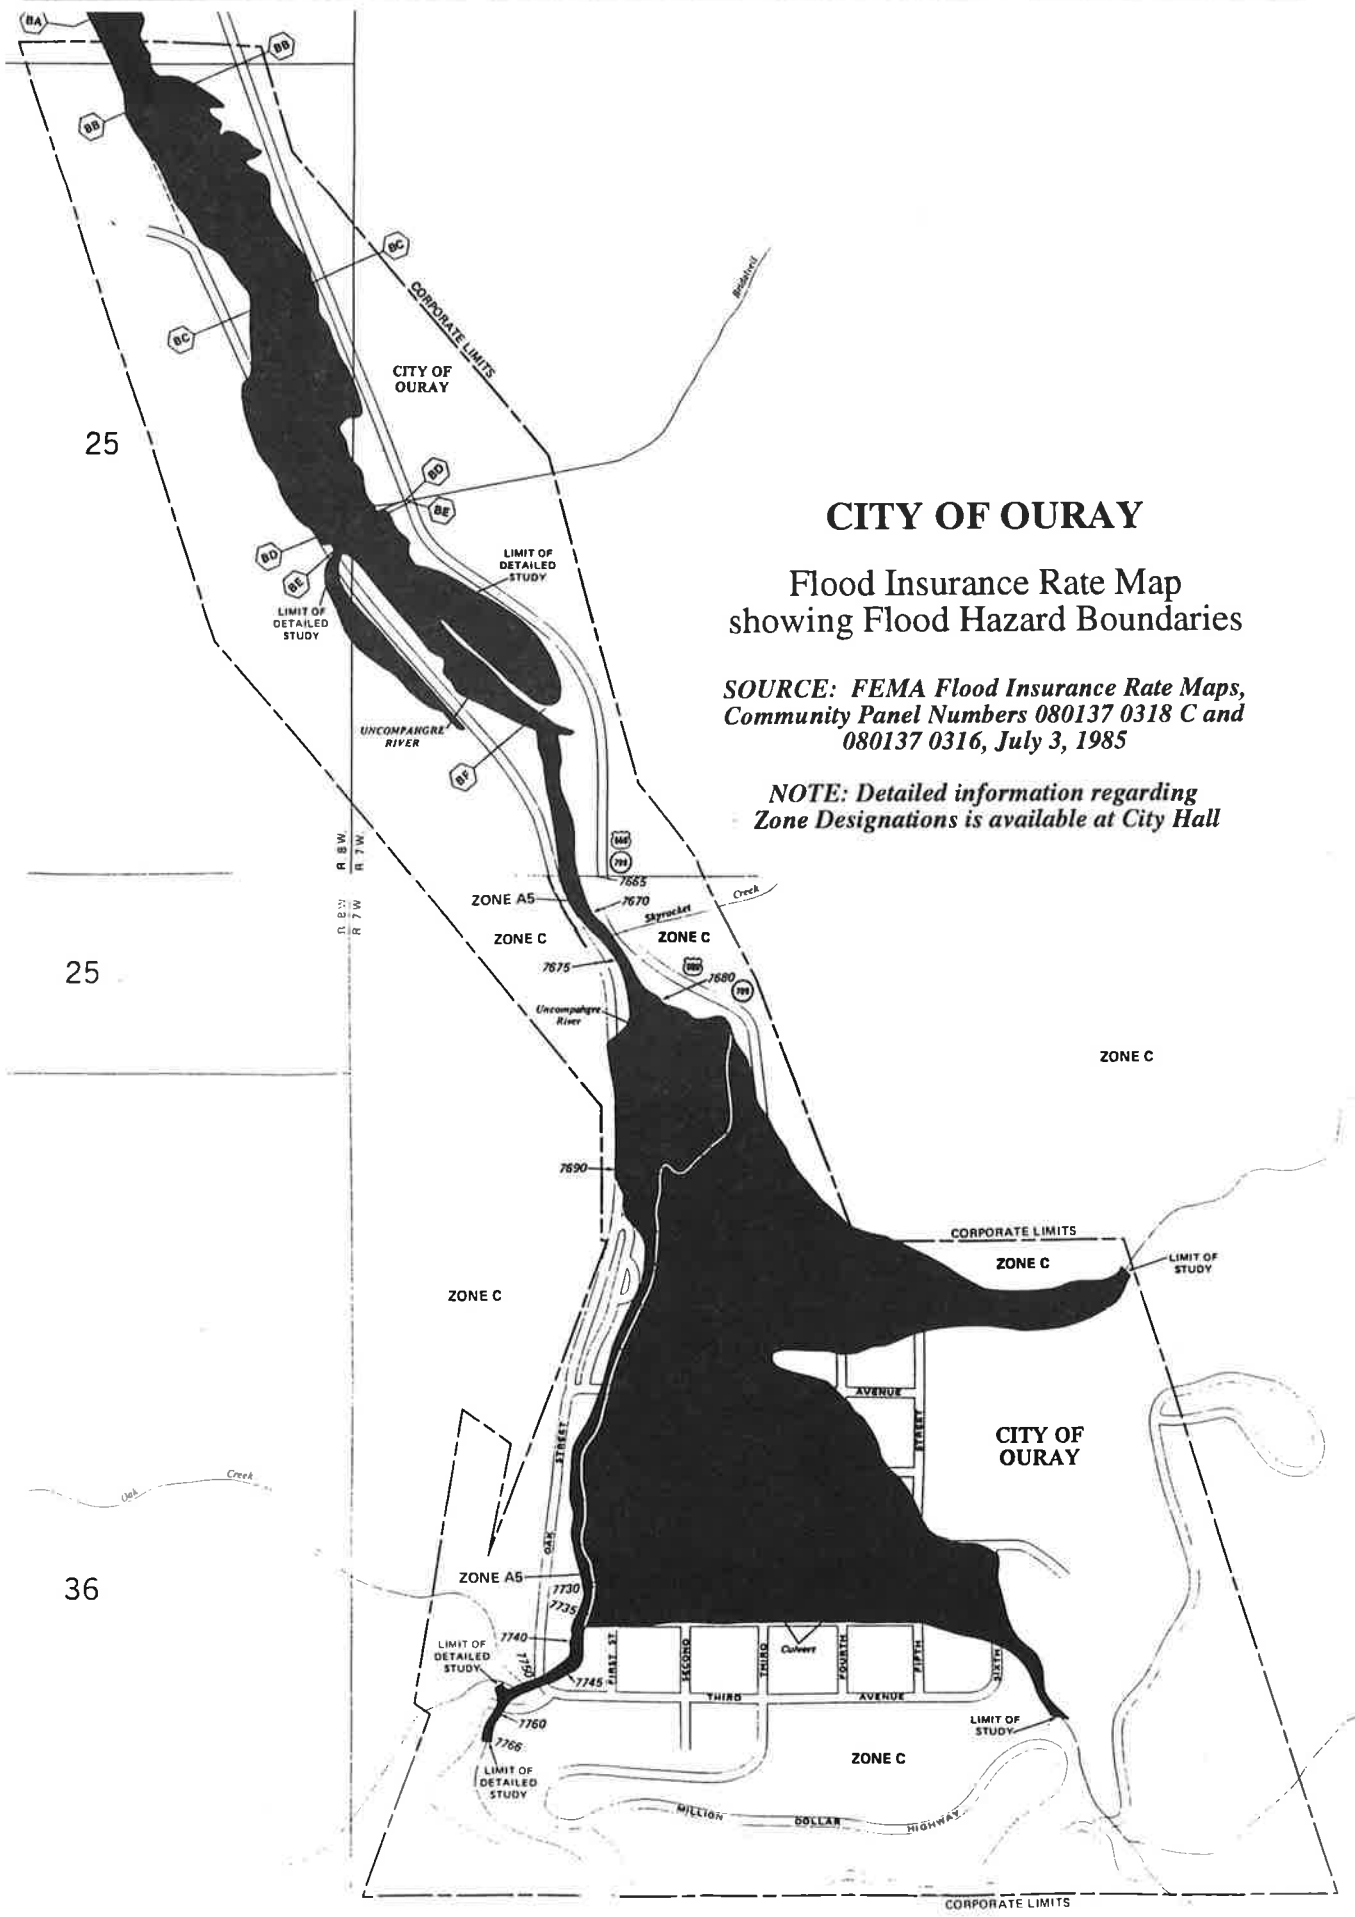 BA
BB
BB
BC
CORPORATE LIMITS
Bridalveil
BC
CITY OF
OURAY
25
BD
BE
CITY OF OURAY
BD
LIMIT OF
DETAILED
STUDY
BE
LIMIT OF
DETAILED
STUDY
Flood Insurance Rate Map
showing Flood Hazard Boundaries
SOURCE: FEMA Flood Insurance Rate Maps,
Community Panel Numbers 080137 0318 C and
080137 0316, July 3, 1985
UNCOMPAHGRE
RIVER
BF
NOTE: Detailed information regarding
Zone Designations is available at City Hall
R. 8W.
R. 7W.
7665
ZONE A5
7670
Skyrocket
Creek
R. 8W.
R. 7W.
ZONE C
ZONE C
7675
25
7680
Uncompahgre
River
ZONE C
7690
CORPORATE LIMITS
ZONE C
LIMIT OF
STUDY
ZONE C
AVENUE
STREET
STREET
CITY OF
OURAY
Oak
Creek
OAK
ZONE A5
36
7730
7735
7740
LIMIT OF
DETAILED
STUDY
7750
7745
FIRST ST
SECOND
THIRD
Culvert
FOURTH
FIFTH
SIXTH
THIRD
AVENUE
7760
LIMIT OF
STUDY
7766
LIMIT OF
DETAILED
STUDY
ZONE C
MILLION
DOLLAR
HIGHWAY
CORPORATE LIMITS